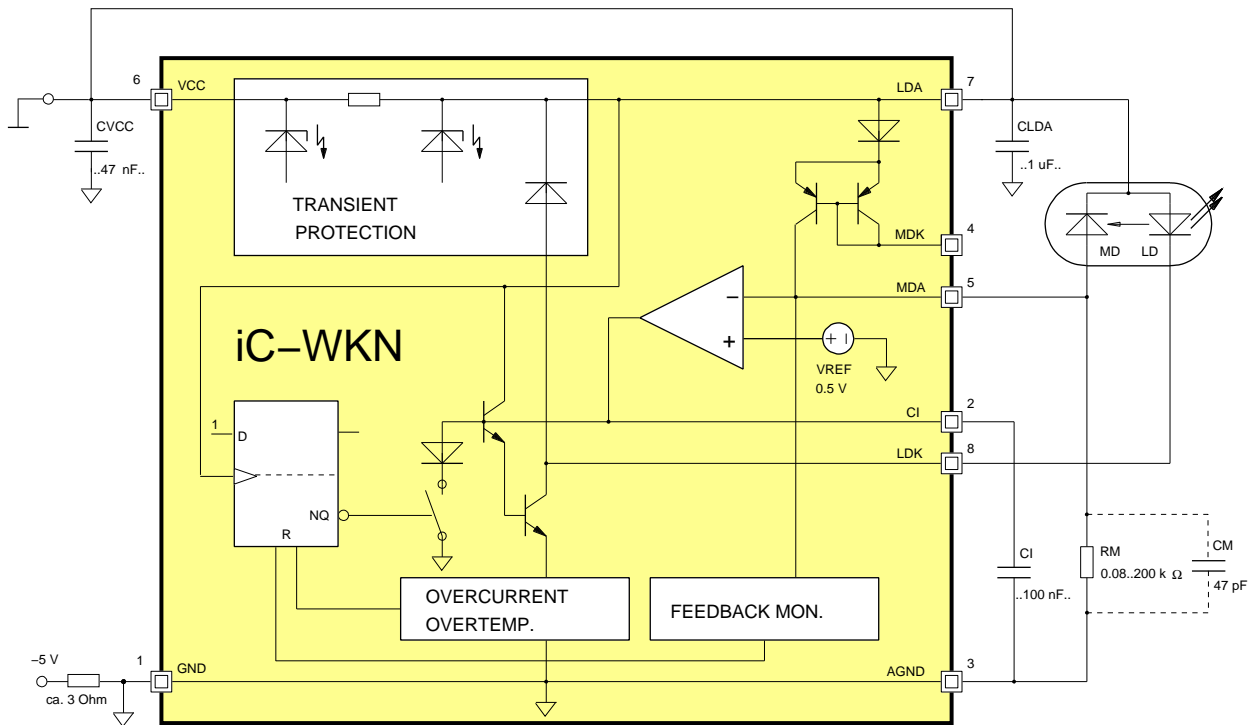 6
VCC
LDA
7
CVCC
..47 nF..
CLDA
..1 uF..
TRANSIENT
PROTECTION
MDK
4
MD
LD
MDA
5
iC–WKN
−
+
+ −
VREF
0.5 V
1
D
CI
2
LDK
8
NQ
R
OVERCURRENT
OVERTEMP.
FEEDBACK MON.
CI
..100 nF..
RM
0.08..200 k Ω
CM
47 pF
–5 V
ca. 3 Ohm
1
GND
AGND
3